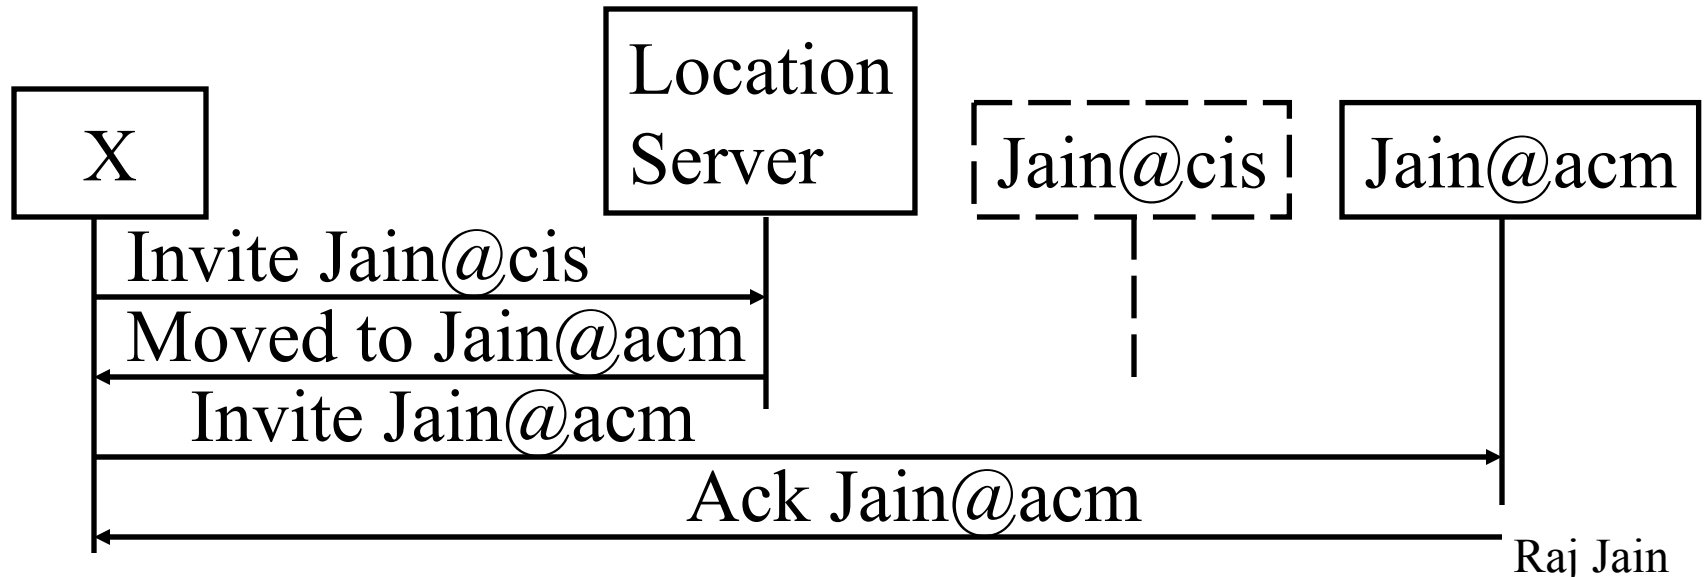 Location
Server
X
Jain@cis
Jain@acm
Invite Jain@cis
Moved to Jain@acm
Invite Jain@acm
Ack Jain@acm
Raj Jain